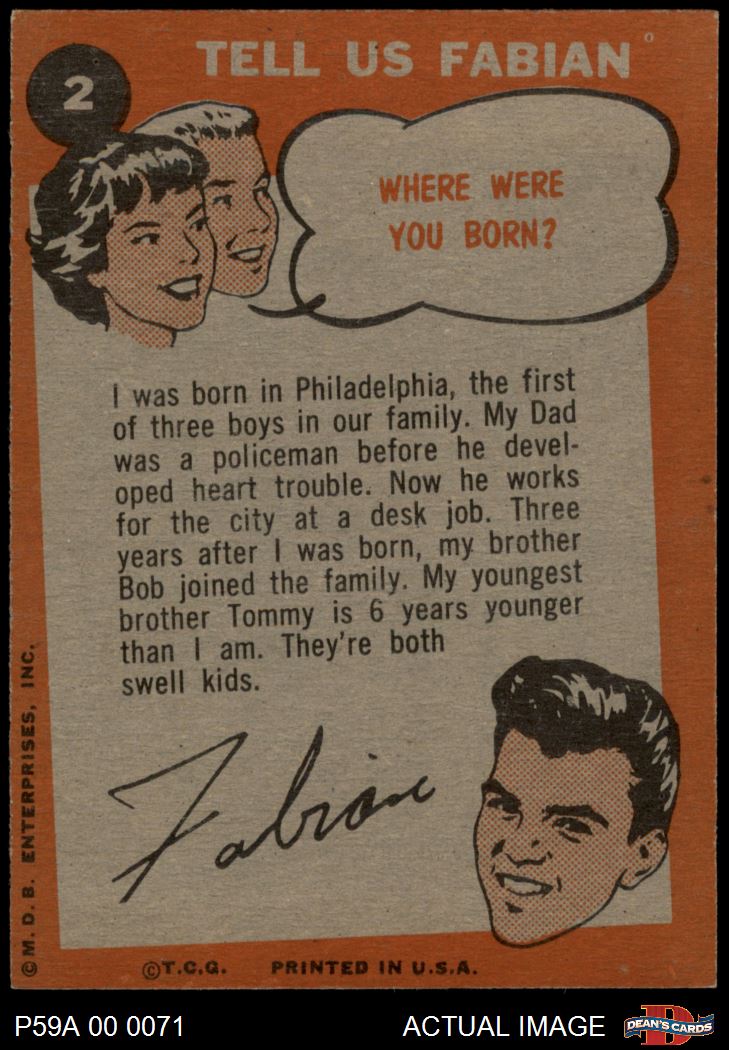 TELL US FABIAN
2
WHERE WERE
YOU BORN?
I was born in Philadelphia, the first
of three boys in our family. My Dad
was a policeman before he devel-
oped heart trouble. Now he works
for the city at a desk job. Three
years after I was born, my brother
Bob joined the family. My youngest
brother Tommy is 6 years younger
than I am. They're both
swell kids.
Fabian
©M. D. B. ENTERPRISES, INC.
©T.C.G. PRINTED IN U.S.A.
P59A 00 0071 ACTUAL IMAGE
D
DEAN'S CARDS